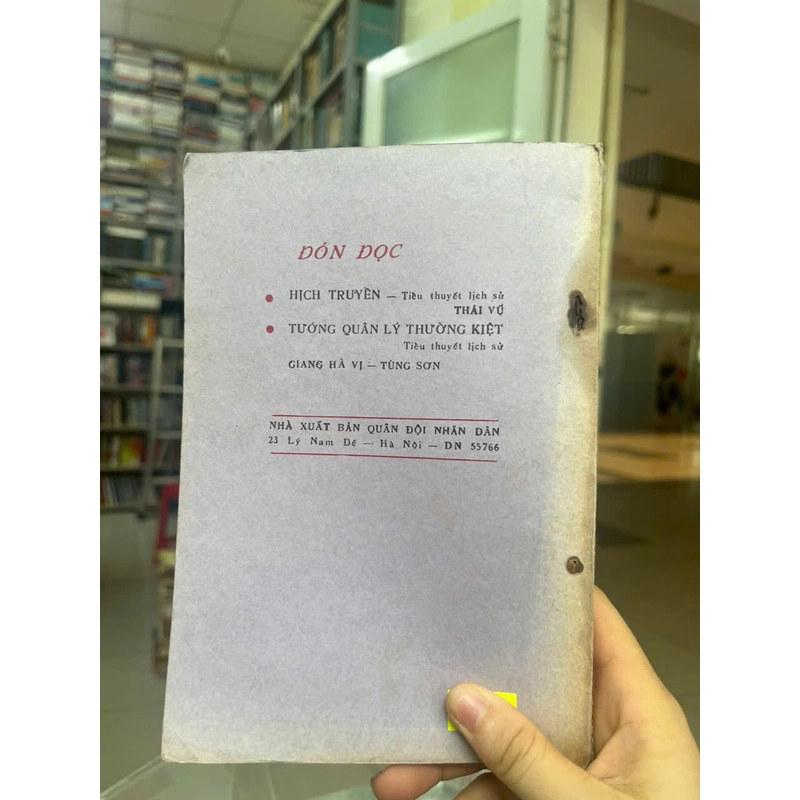 ĐÓN ĐỌC
• HỊCH TRUYỀN — Tiểu thuyết lịch sử
THÁI VŨ
• TƯỚNG QUÂN LÝ THƯỜNG KIỆT
Tiểu thuyết lịch sử
GIANG HÀ VỊ — TÙNG SƠN
NHÀ XUẤT BẢN QUÂN ĐỘI NHÂN DÂN
23 Lý Nam Đế — Hà Nội — DN 55766